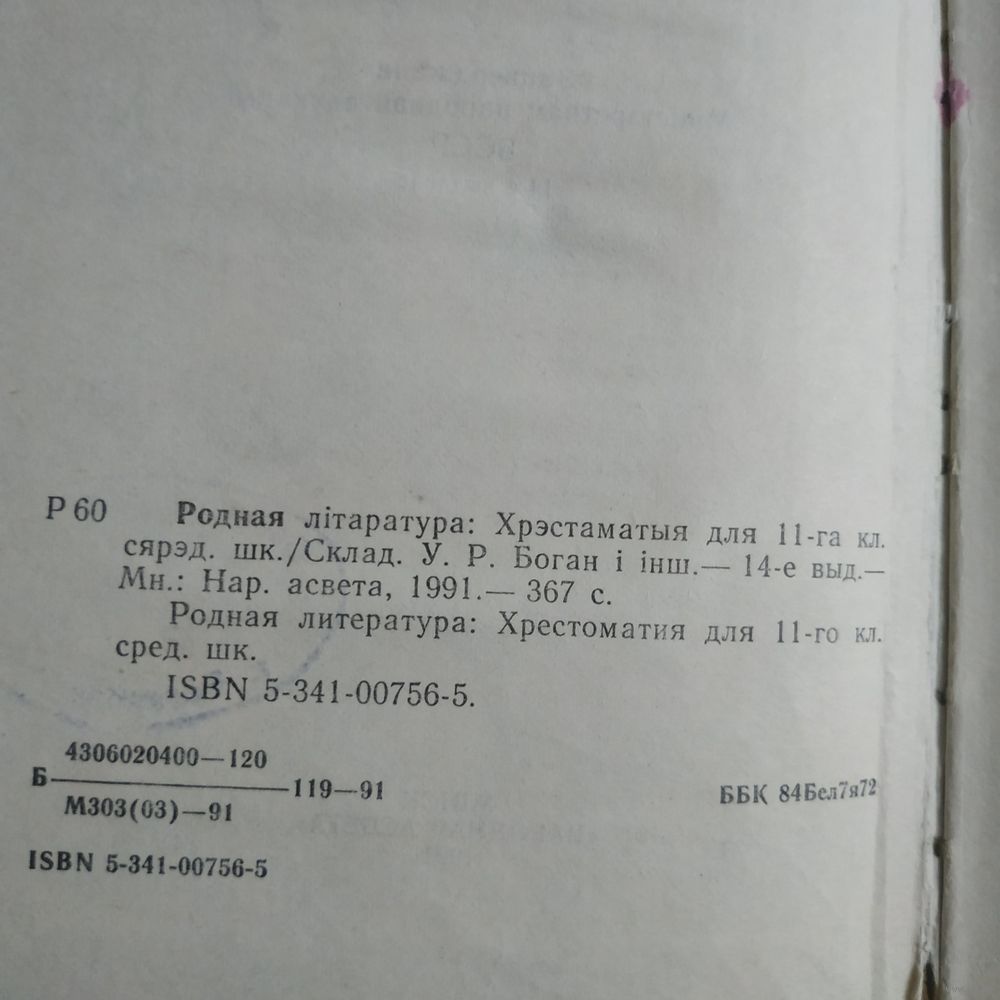 Р 60 Родная літаратура: Хрэстаматыя для 11-га кл.
сярэд. шк./Склад. У. Р. Боган і інш.— 14-е выд.—
Мн.: Нар. асвета, 1991.— 367 с.
Родная литература: Хрестоматия для 11-го кл.
сред. шк.
ISBN 5-341-00756-5.
4306020400—120
Б 119—91
М303(03)—91
ББК 84Бел7я72
ISBN 5-341-00756-5